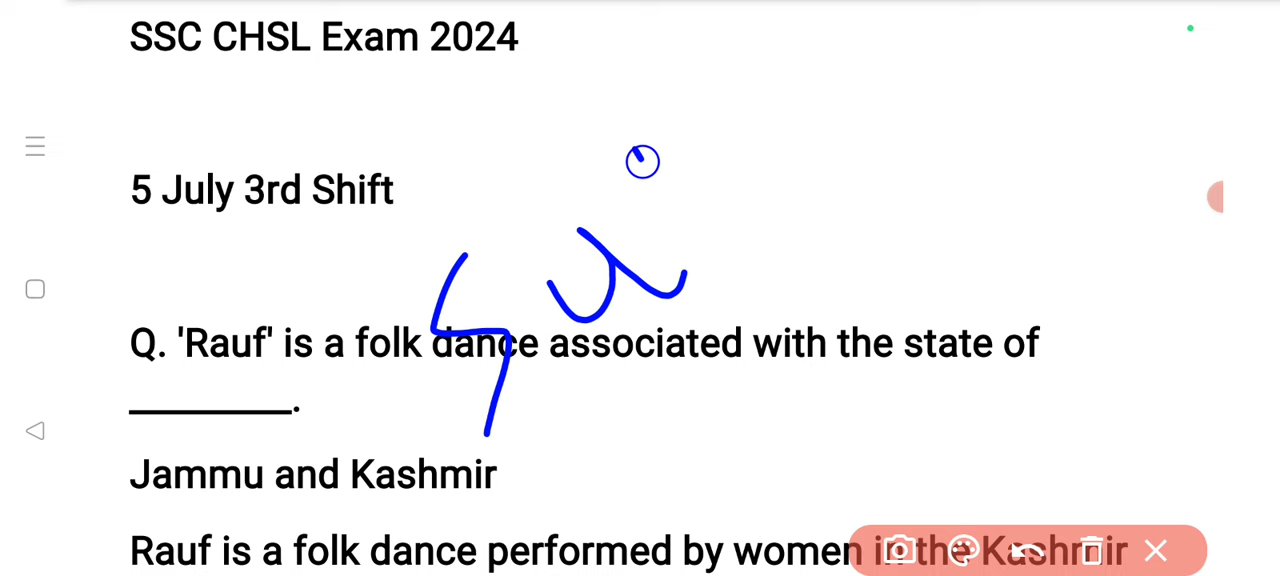 SSC CHSL Exam 2024
5 July 3rd Shift
Q. 'Rauf' is a folk dance associated with the state of
________.
Jammu and Kashmir
Rauf is a folk dance performed by women in the Kashmir